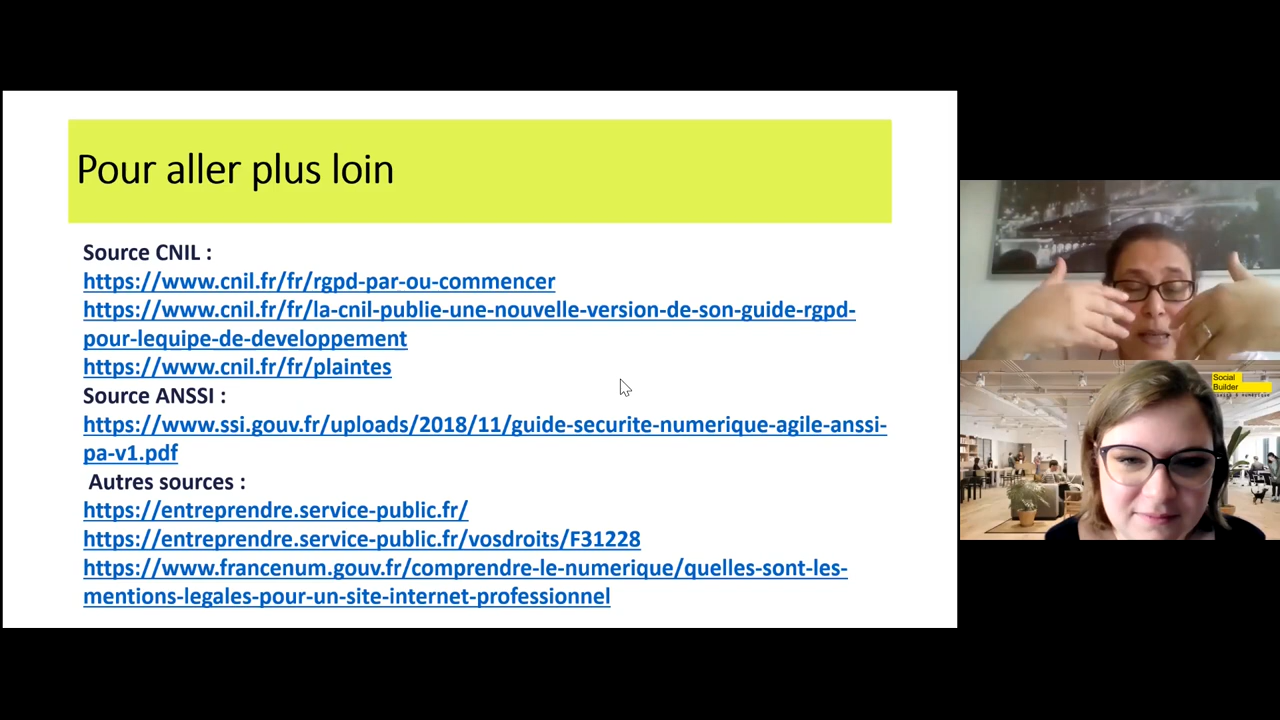 Pour aller plus loin
Source CNIL :
https://www.cnil.fr/fr/rgpd-par-ou-commencer
https://www.cnil.fr/fr/la-cnil-publie-une-nouvelle-version-de-son-guide-rgpd-
pour-lequipe-de-developpement
https://www.cnil.fr/fr/plaintes
Source ANSSI :
https://www.ssi.gouv.fr/uploads/2018/11/guide-securite-numerique-agile-anssi-
pa-v1.pdf
Autres sources :
https://entreprendre.service-public.fr/
https://entreprendre.service-public.fr/vosdroits/F31228
https://www.francenum.gouv.fr/comprendre-le-numerique/quelles-sont-les-
mentions-legales-pour-un-site-internet-professionnel
Social
Builder